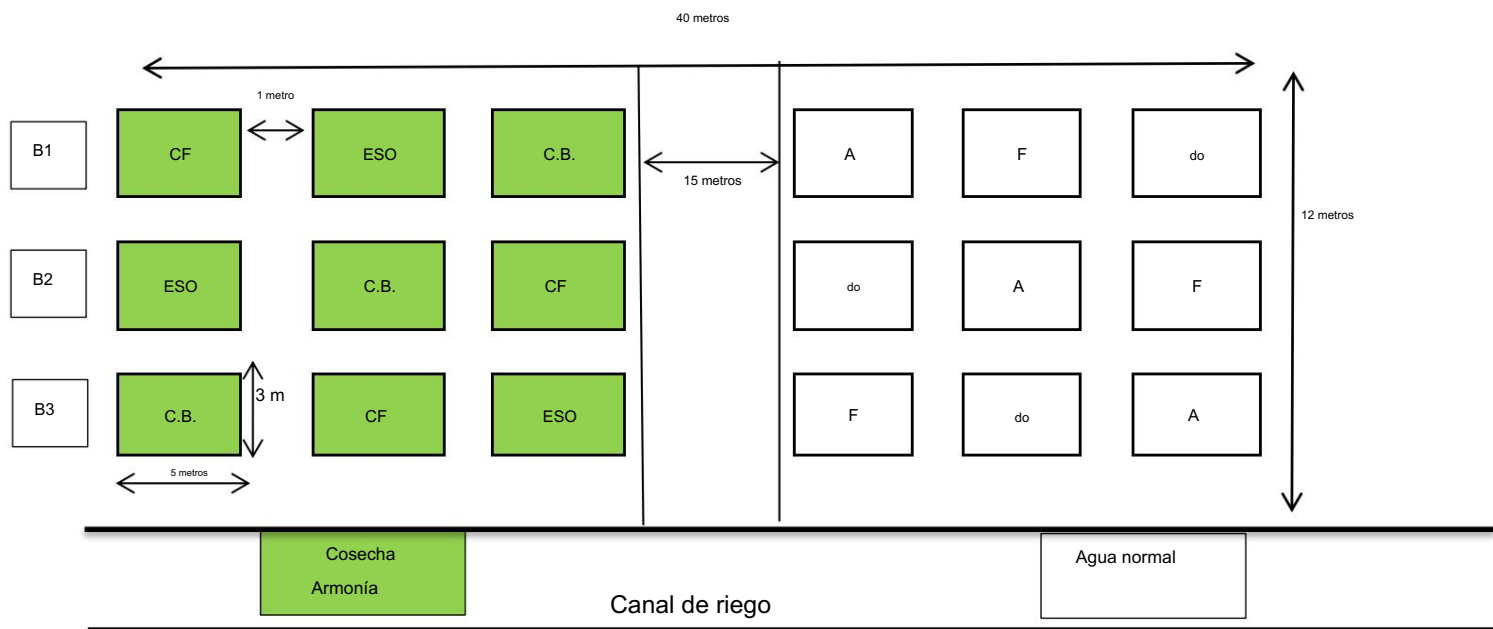 40 metros
1 metro
B1
CF
ESO
C.B.
15 metros
A
F
do
12 metros
B2
ESO
C.B.
CF
do
A
F
B3
C.B.
3 m
CF
ESO
F
do
A
5 metros
Cosecha
Armonía
Agua normal
Canal de riego